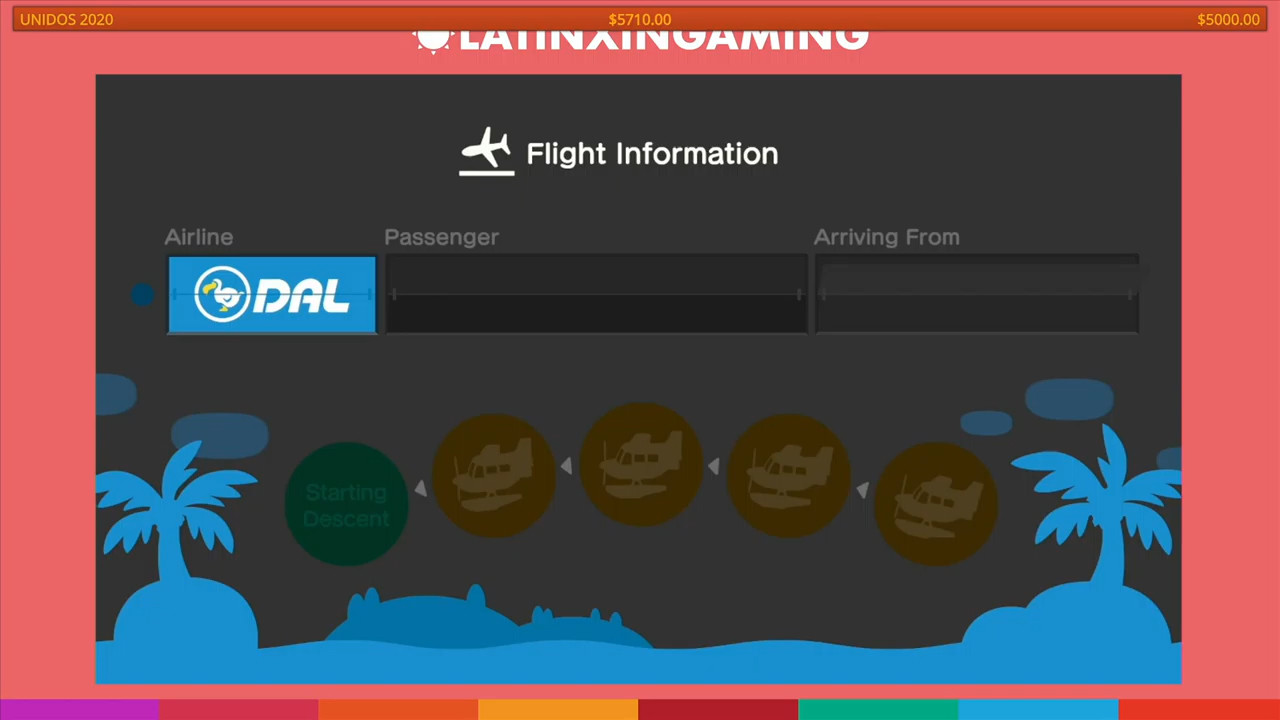 UNIDOS 2020 $5710.00 $5000.00
LATINXINGAMING
Flight Information
Airline Passenger Arriving From
DAL
Starting
Descent